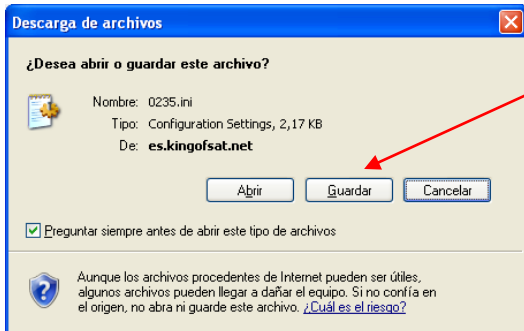 Descarga de archivos
¿Desea abrir o guardar este archivo?
Nombre: 0235.ini
Tipo: Configuration Settings, 2,17 KB
De: es.kingofsat.net
Abrir Guardar Cancelar
Preguntar siempre antes de abrir este tipo de archivos
Aunque los archivos procedentes de Internet pueden ser útiles,
algunos archivos pueden llegar a dañar el equipo. Si no confía en
el origen, no abra ni guarde este archivo. ¿Cuál es el riesgo?